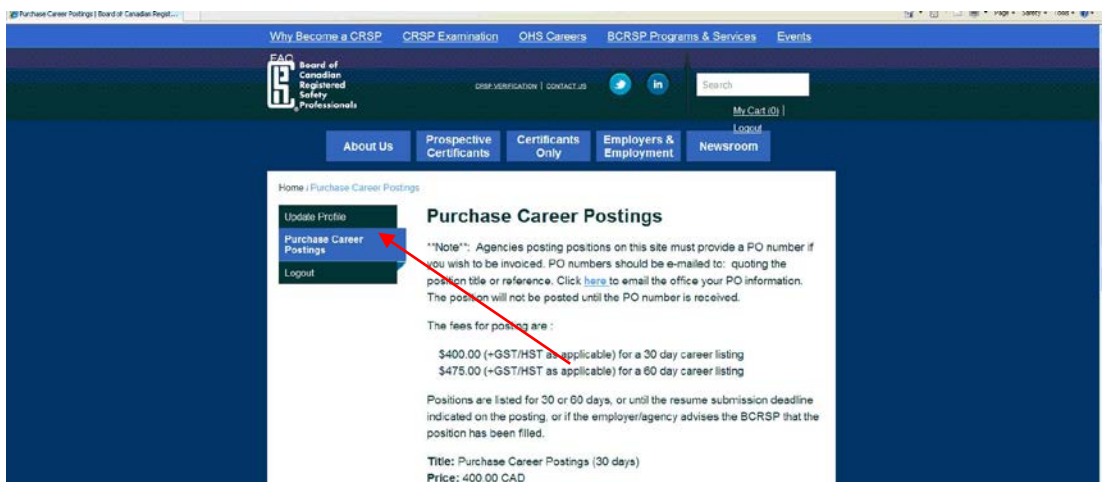 Purchase Career Postings | Board of Canadian Regist...
Page ▾ Safety ▾ Tools ▾
Why Become a CRSP CRSP Examination OHS Careers BCRSP Programs & Services Events
FAQ
Board of
Canadian
Registered
Safety
Professionals
CRSP VERIFICATION | CONTACT US
in
Search
My Cart (0) |
Logout
About Us
Prospective
Certificants
Certificants
Only
Employers &
Employment
Newsroom
Home / Purchase Career Postings
Update Profile
Purchase Career
Postings
Logout
Purchase Career Postings
**Note**: Agencies posting positions on this site must provide a PO number if
you wish to be invoiced. PO numbers should be e-mailed to: quoting the
position title or reference. Click here to email the office your PO information.
The position will not be posted until the PO number is received.
The fees for posting are :
$400.00 (+GST/HST as applicable) for a 30 day career listing
$475.00 (+GST/HST as applicable) for a 60 day career listing
Positions are listed for 30 or 60 days, or until the resume submission deadline
indicated on the posting, or if the employer/agency advises the BCRSP that the
position has been filled.
Title: Purchase Career Postings (30 days)
Price: 400.00 CAD